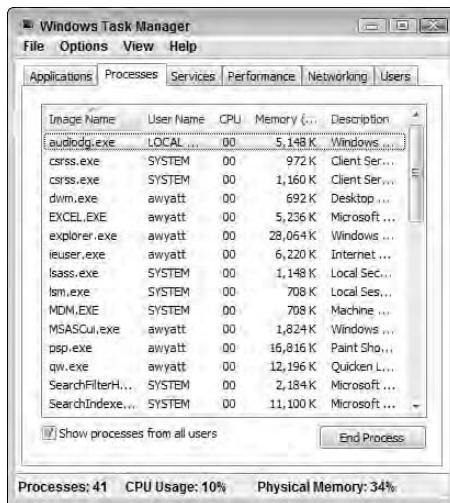 Windows Task Manager
File Options View Help
Applications Processes Services Performance Networking Users
Image Name User Name CPU Memory (... Description
audiodg.exe LOCAL ... 00 5,148 K Windows ...
csrss.exe SYSTEM 00 972 K Client Ser...
csrss.exe SYSTEM 00 1,160 K Client Ser...
dwm.exe awyatt 00 692 K Desktop ...
EXCEL.EXE awyatt 00 5,236 K Microsoft ...
explorer.exe awyatt 00 28,064 K Windows ...
ieuser.exe awyatt 00 6,220 K Internet ...
lsass.exe SYSTEM 00 1,148 K Local Sec...
lsm.exe SYSTEM 00 708 K Local Ses...
MDM.EXE SYSTEM 00 708 K Machine ...
MSASCui.exe awyatt 00 1,824 K Windows ...
psp.exe awyatt 00 16,816 K Paint Sho...
qw.exe awyatt 00 12,196 K Quicken L...
SearchFilterH... SYSTEM 00 2,184 K Microsoft ...
SearchIndexe... SYSTEM 00 11,100 K Microsoft ...
Show processes from all users
End Process
Processes: 41 CPU Usage: 10% Physical Memory: 34%